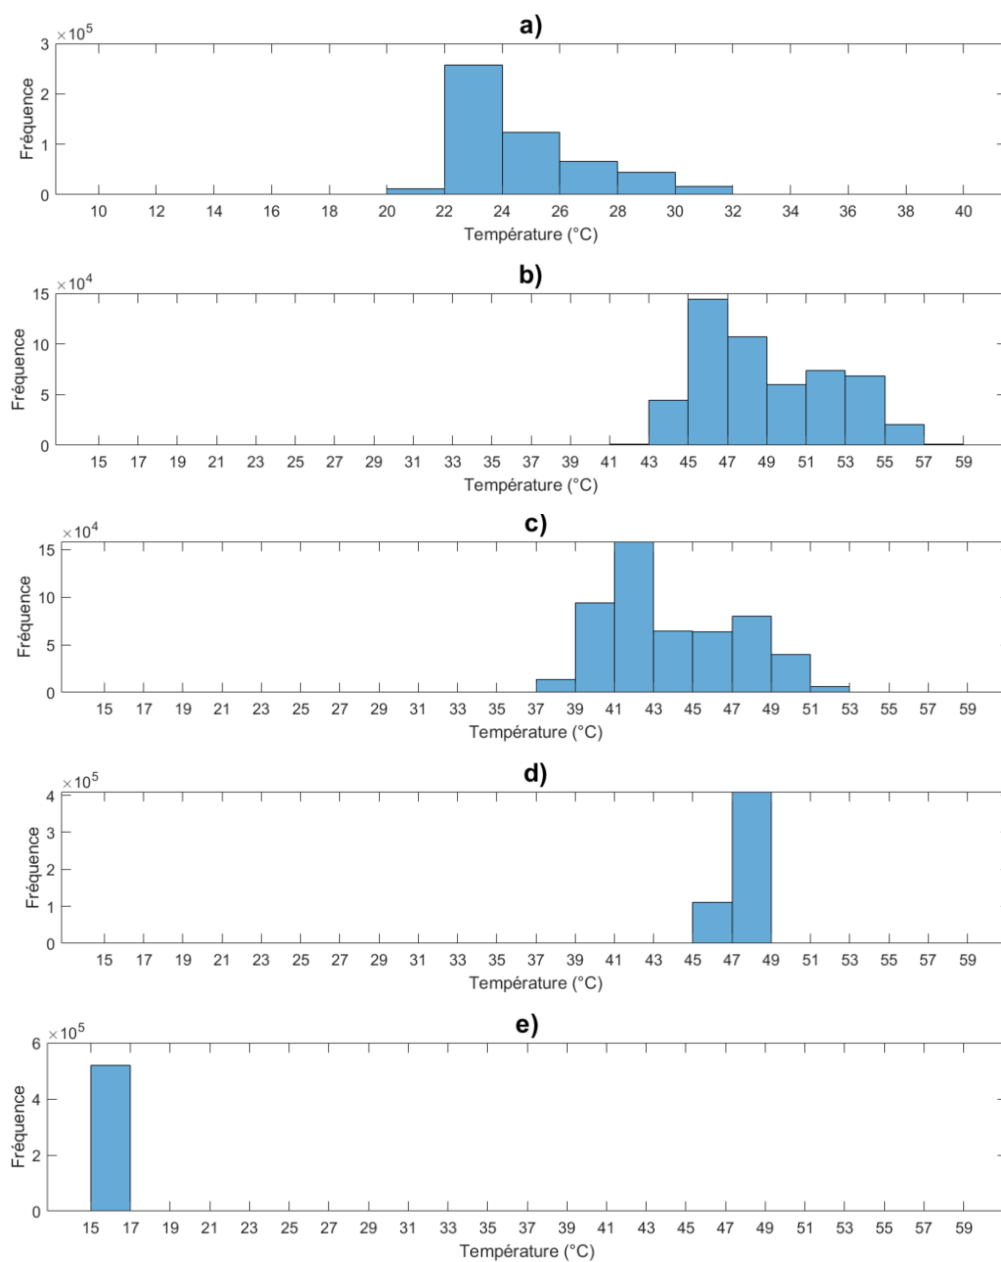 a)
×10⁵
3
2
1
0
Fréquence
10 12 14 16 18 20 22 24 26 28 30 32 34 36 38 40
Température (°C)
b)
×10⁴
15
10
5
0
Fréquence
15 17 19 21 23 25 27 29 31 33 35 37 39 41 43 45 47 49 51 53 55 57 59
Température (°C)
c)
×10⁴
15
10
5
0
Fréquence
15 17 19 21 23 25 27 29 31 33 35 37 39 41 43 45 47 49 51 53 55 57 59
Température (°C)
d)
×10⁵
4
3
2
1
0
Fréquence
15 17 19 21 23 25 27 29 31 33 35 37 39 41 43 45 47 49 51 53 55 57 59
Température (°C)
e)
×10⁵
6
4
2
0
Fréquence
15 17 19 21 23 25 27 29 31 33 35 37 39 41 43 45 47 49 51 53 55 57 59
Température (°C)